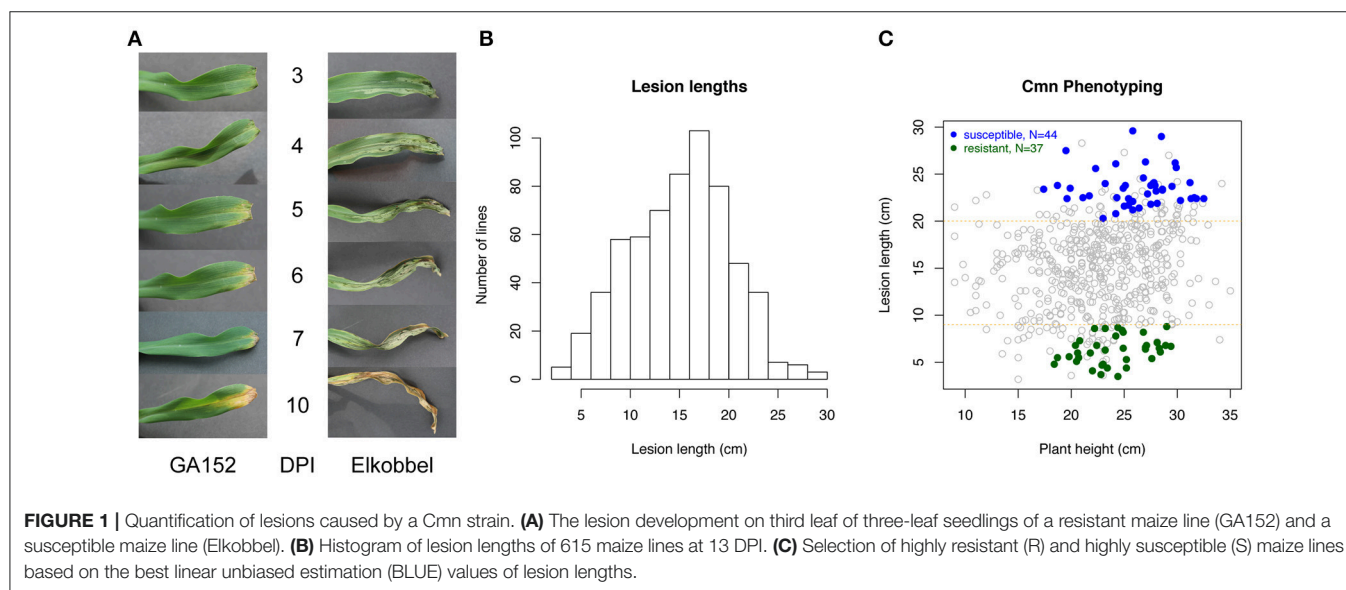 A
3
4
5
6
7
10
GA152 DPI Elkobbel
B
Lesion lengths
Number of lines
100
80
60
40
20
0
5 10 15 20 25 30
Lesion length (cm)
C
Cmn Phenotyping
susceptible, N=44
resistant, N=37
Lesion length (cm)
30
25
20
15
10
5
10 15 20 25 30 35
Plant height (cm)
FIGURE 1 | Quantification of lesions caused by a Cmn strain. (A) The lesion development on third leaf of three-leaf seedlings of a resistant maize line (GA152) and a
susceptible maize line (Elkobbel). (B) Histogram of lesion lengths of 615 maize lines at 13 DPI. (C) Selection of highly resistant (R) and highly susceptible (S) maize lines
based on the best linear unbiased estimation (BLUE) values of lesion lengths.